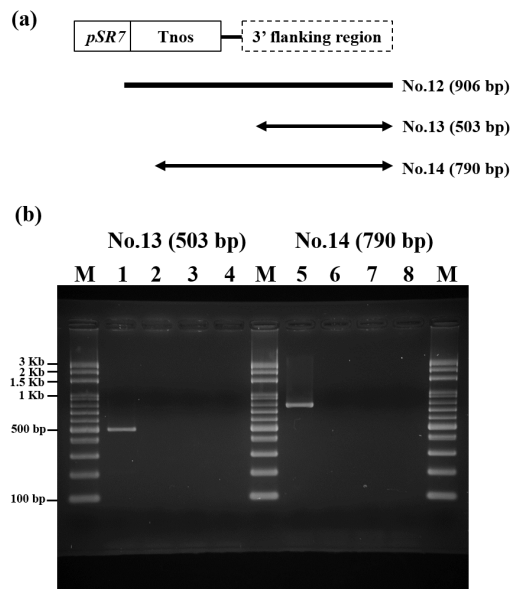 (a)
pSR7 Tnos 3' flanking region
No.12 (906 bp)
No.13 (503 bp)
No.14 (790 bp)
(b)
No.13 (503 bp) No.14 (790 bp)
M 1 2 3 4 M 5 6 7 8 M
3 Kb
2 Kb
1.5 Kb
1 Kb
500 bp
100 bp